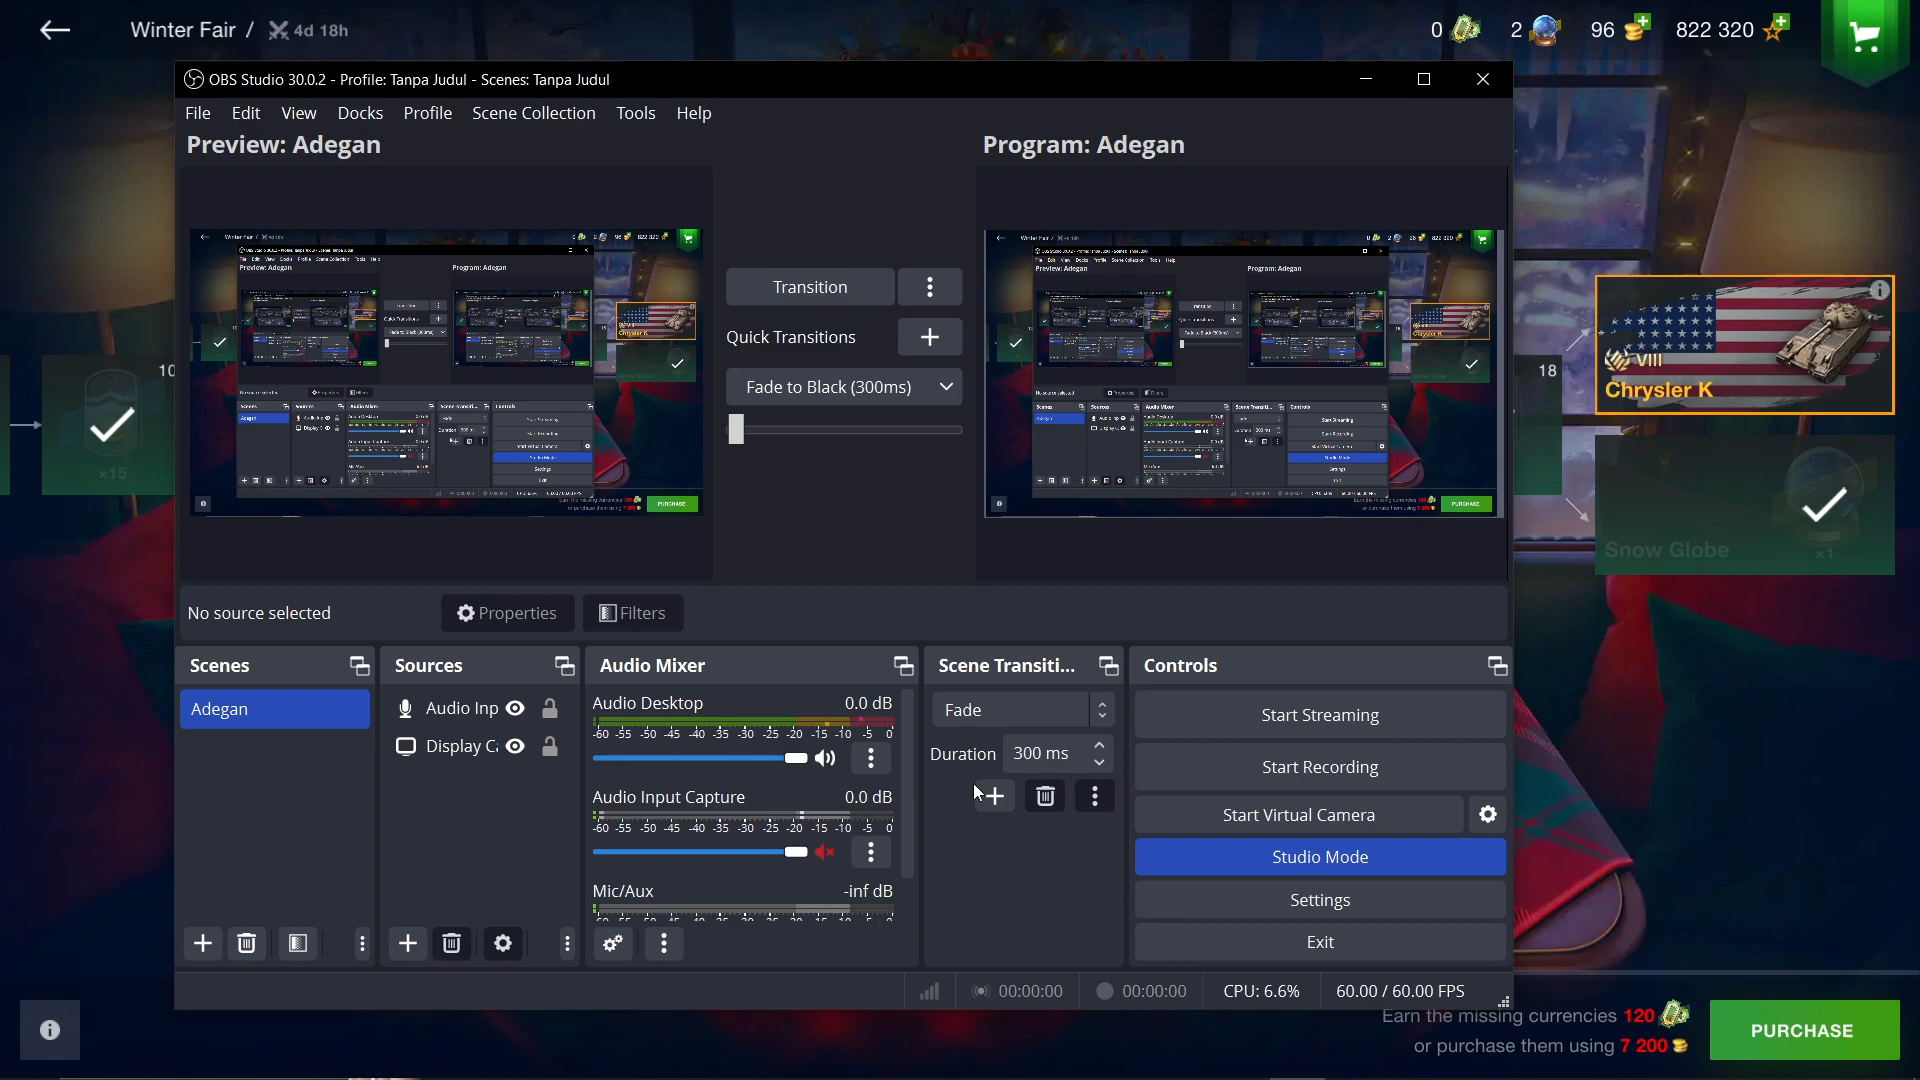 Winter Fair / 4d 18h
0 2 96 822 320
OBS Studio 30.0.2 - Profile: Tanpa Judul - Scenes: Tanpa Judul
File Edit View Docks Profile Scene Collection Tools Help
Preview: Adegan
Program: Adegan
Transition
Quick Transitions
Fade to Black (300ms)
10
×15
18
VIII
Chrysler K
Snow Globe
×1
No source selected
Properties
Filters
Scenes
Adegan
Sources
Audio Inp
Display Ca
Audio Mixer
Audio Desktop 0.0 dB
-60 -55 -50 -45 -40 -35 -30 -25 -20 -15 -10 -5 0
Audio Input Capture 0.0 dB
-60 -55 -50 -45 -40 -35 -30 -25 -20 -15 -10 -5 0
Mic/Aux -inf dB
Scene Transiti...
Fade
Duration 300 ms
Controls
Start Streaming
Start Recording
Start Virtual Camera
Studio Mode
Settings
Exit
00:00:00
00:00:00
CPU: 6.6%
60.00 / 60.00 FPS
Earn the missing currencies 120
or purchase them using 7 200
PURCHASE